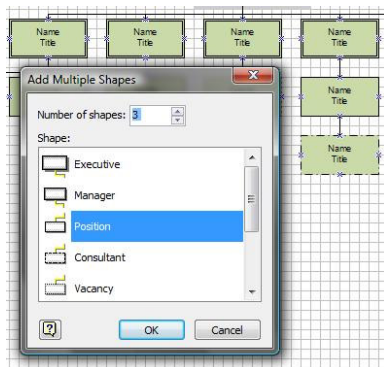 Name
Title
Name
Title
Name
Title
Name
Title
Add Multiple Shapes
Number of shapes: 3
Shape:
Executive
Manager
Position
Consultant
Vacancy
OK
Cancel
Name
Title
Name
Title